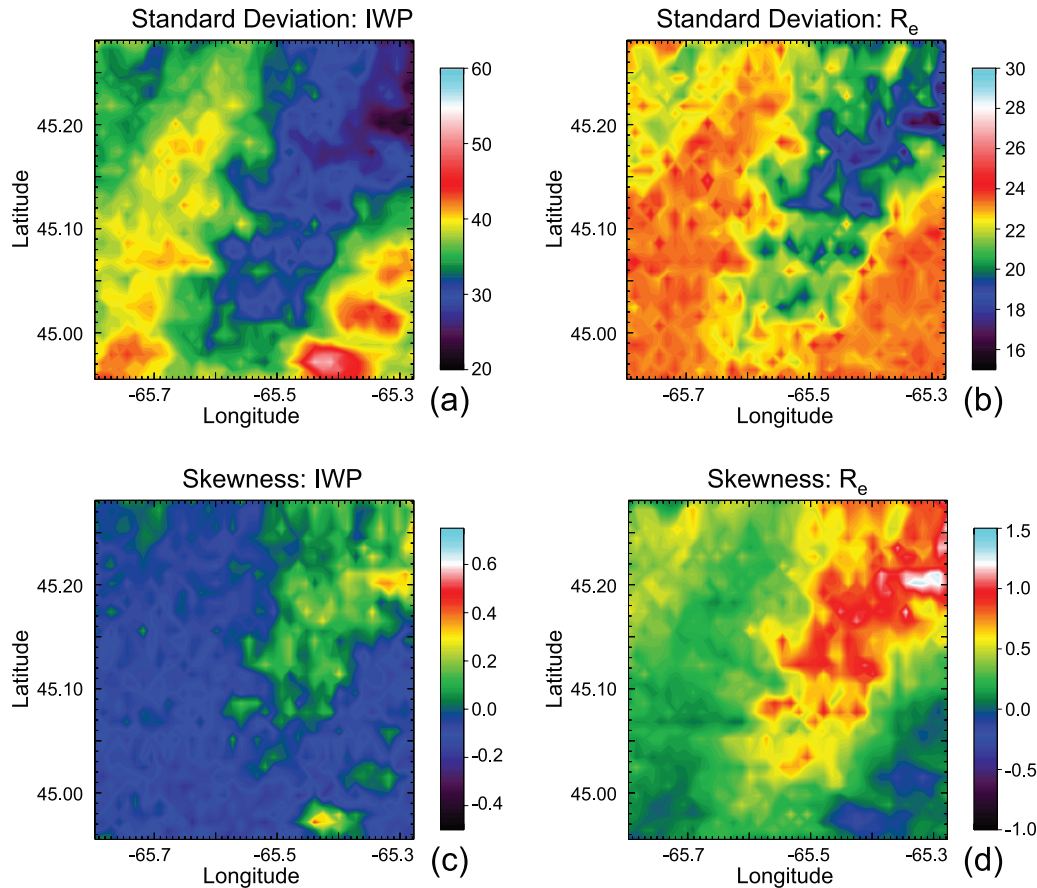 Standard Deviation: IWP
Latitude
45.20
45.10
45.00
-65.7 -65.5 -65.3
Longitude
60
50
40
30
20
(a)
Standard Deviation: Re
Latitude
45.20
45.10
45.00
-65.7 -65.5 -65.3
Longitude
30
28
26
24
22
20
18
16
(b)
Skewness: IWP
Latitude
45.20
45.10
45.00
-65.7 -65.5 -65.3
Longitude
0.6
0.4
0.2
0.0
-0.2
-0.4
(c)
Skewness: Re
Latitude
45.20
45.10
45.00
-65.7 -65.5 -65.3
Longitude
1.5
1.0
0.5
0.0
-0.5
-1.0
(d)